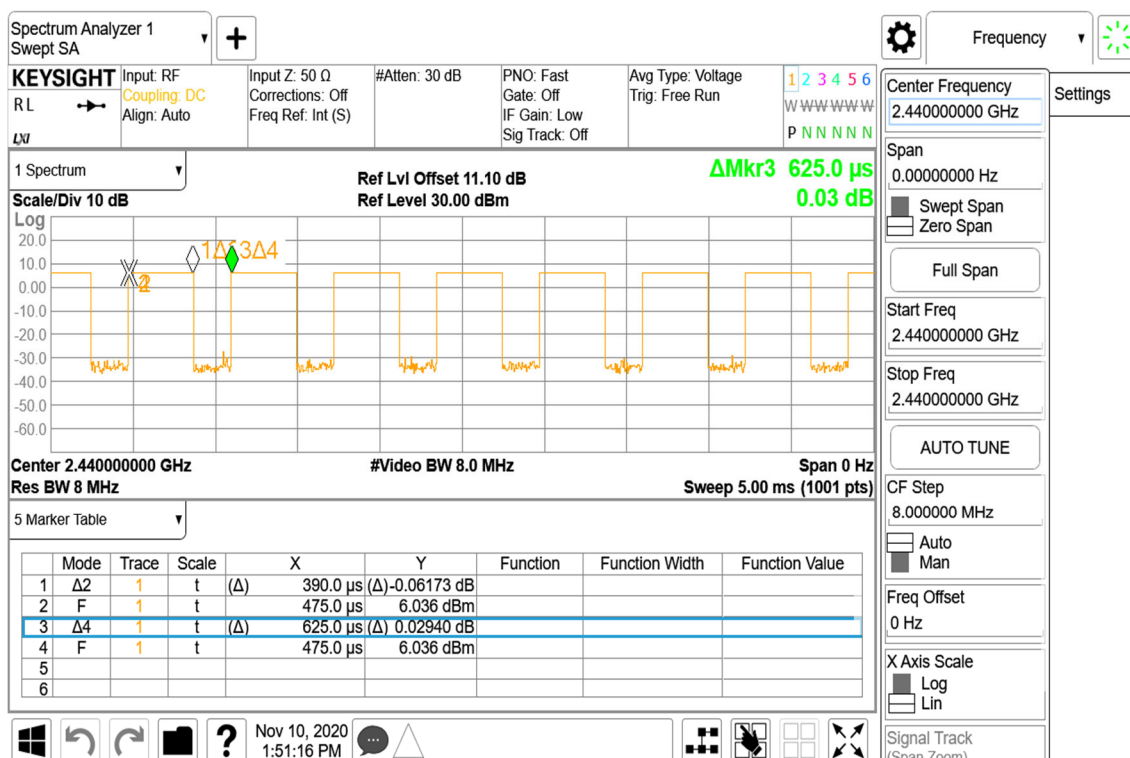 Spectrum Analyzer 1
Swept SA
Frequency
KEYSIGHT
RL
LXI
Input: RF
Coupling: DC
Align: Auto
Input Z: 50 Ω
Corrections: Off
Freq Ref: Int (S)
#Atten: 30 dB
PNO: Fast
Gate: Off
IF Gain: Low
Sig Track: Off
Avg Type: Voltage
Trig: Free Run
1 2 3 4 5 6
W W W W W W
P N N N N N
Center Frequency
2.440000000 GHz
Settings
Span
0.00000000 Hz
Swept Span
Zero Span
Full Span
Start Freq
2.440000000 GHz
Stop Freq
2.440000000 GHz
AUTO TUNE
CF Step
8.000000 MHz
Auto
Man
Freq Offset
0 Hz
X Axis Scale
Log
Lin
Signal Track
(Span Zoom)
1 Spectrum
Scale/Div 10 dB
Ref Lvl Offset 11.10 dB
Ref Level 30.00 dBm
ΔMkr3 625.0 µs
0.03 dB
Log
20.0
10.0
0.00
-10.0
-20.0
-30.0
-40.0
-50.0
-60.0
3Δ4
Center 2.440000000 GHz
#Video BW 8.0 MHz
Span 0 Hz
Res BW 8 MHz
Sweep 5.00 ms (1001 pts)
5 Marker Table
Mode Trace Scale X Y Function Function Width Function Value
1 Δ2 1 t (Δ) 390.0 µs (Δ) -0.06173 dB
2 F 1 t 475.0 µs 6.036 dBm
3 Δ4 1 t (Δ) 625.0 µs (Δ) 0.02940 dB
4 F 1 t 475.0 µs 6.036 dBm
5
6
?
Nov 10, 2020
1:51:16 PM